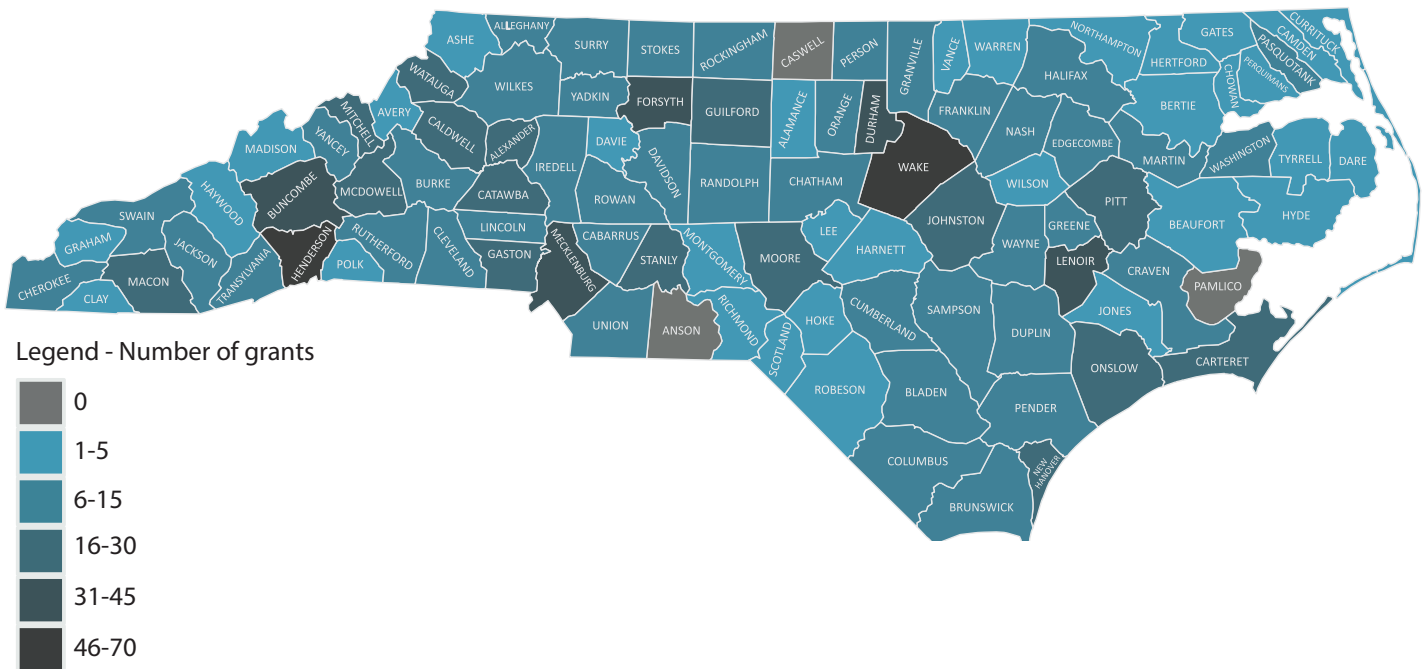 ASHE
ALLEGHANY
SURRY
STOKES
ROCKINGHAM
CASWELL
PERSON
GRANVILLE
VANCE
WARREN
NORTHAMPTON
GATES
CURRITUCK
CAMDEN
PASQUOTANK
PERQUIMANS
HERTFORD
CHOWAN
HALIFAX
BERTIE
WATAUGA
WILKES
YADKIN
FORSYTH
GUILFORD
ALAMANCE
ORANGE
DURHAM
FRANKLIN
NASH
EDGECOMBE
MARTIN
WASHINGTON
TYRRELL
DARE
MITCHELL
AVERY
YANCEY
CALDWELL
ALEXANDER
MADISON
IREDELL
DAVIE
DAVIDSON
RANDOLPH
CHATHAM
WAKE
WILSON
PITT
BEAUFORT
HYDE
HAYWOOD
BUNCOMBE
MCDOWELL
BURKE
CATAWBA
ROWAN
SWAIN
GRAHAM
JACKSON
HENDERSON
RUTHERFORD
CLEVELAND
LINCOLN
GASTON
MECKLENBURG
CABARRUS
STANLY
MONTGOMERY
MOORE
LEE
HARNETT
JOHNSTON
WAYNE
GREENE
LENOIR
CRAVEN
PAMLICO
CHEROKEE
CLAY
MACON
TRANSYLVANIA
POLK
UNION
ANSON
RICHMOND
SCOTLAND
HOKE
CUMBERLAND
SAMPSON
DUPLIN
JONES
ONSLOW
CARTERET
ROBESON
BLADEN
PENDER
COLUMBUS
BRUNSWICK
NEW
HANOVER
Legend - Number of grants
0
1-5
6-15
16-30
31-45
46-70